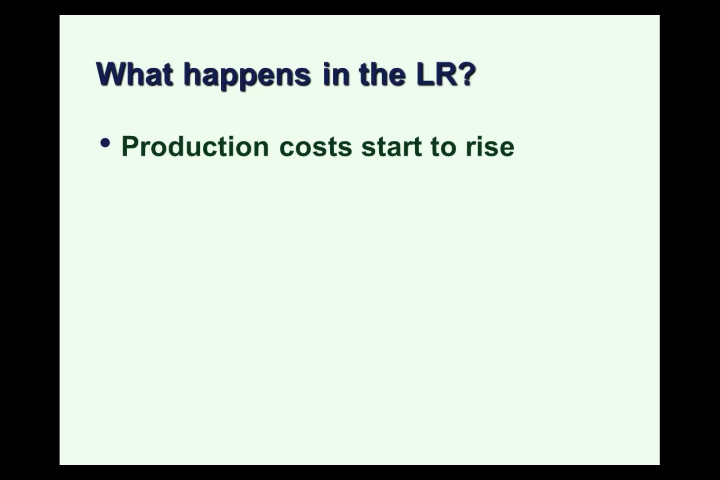 What happens in the LR?
• Production costs start to rise